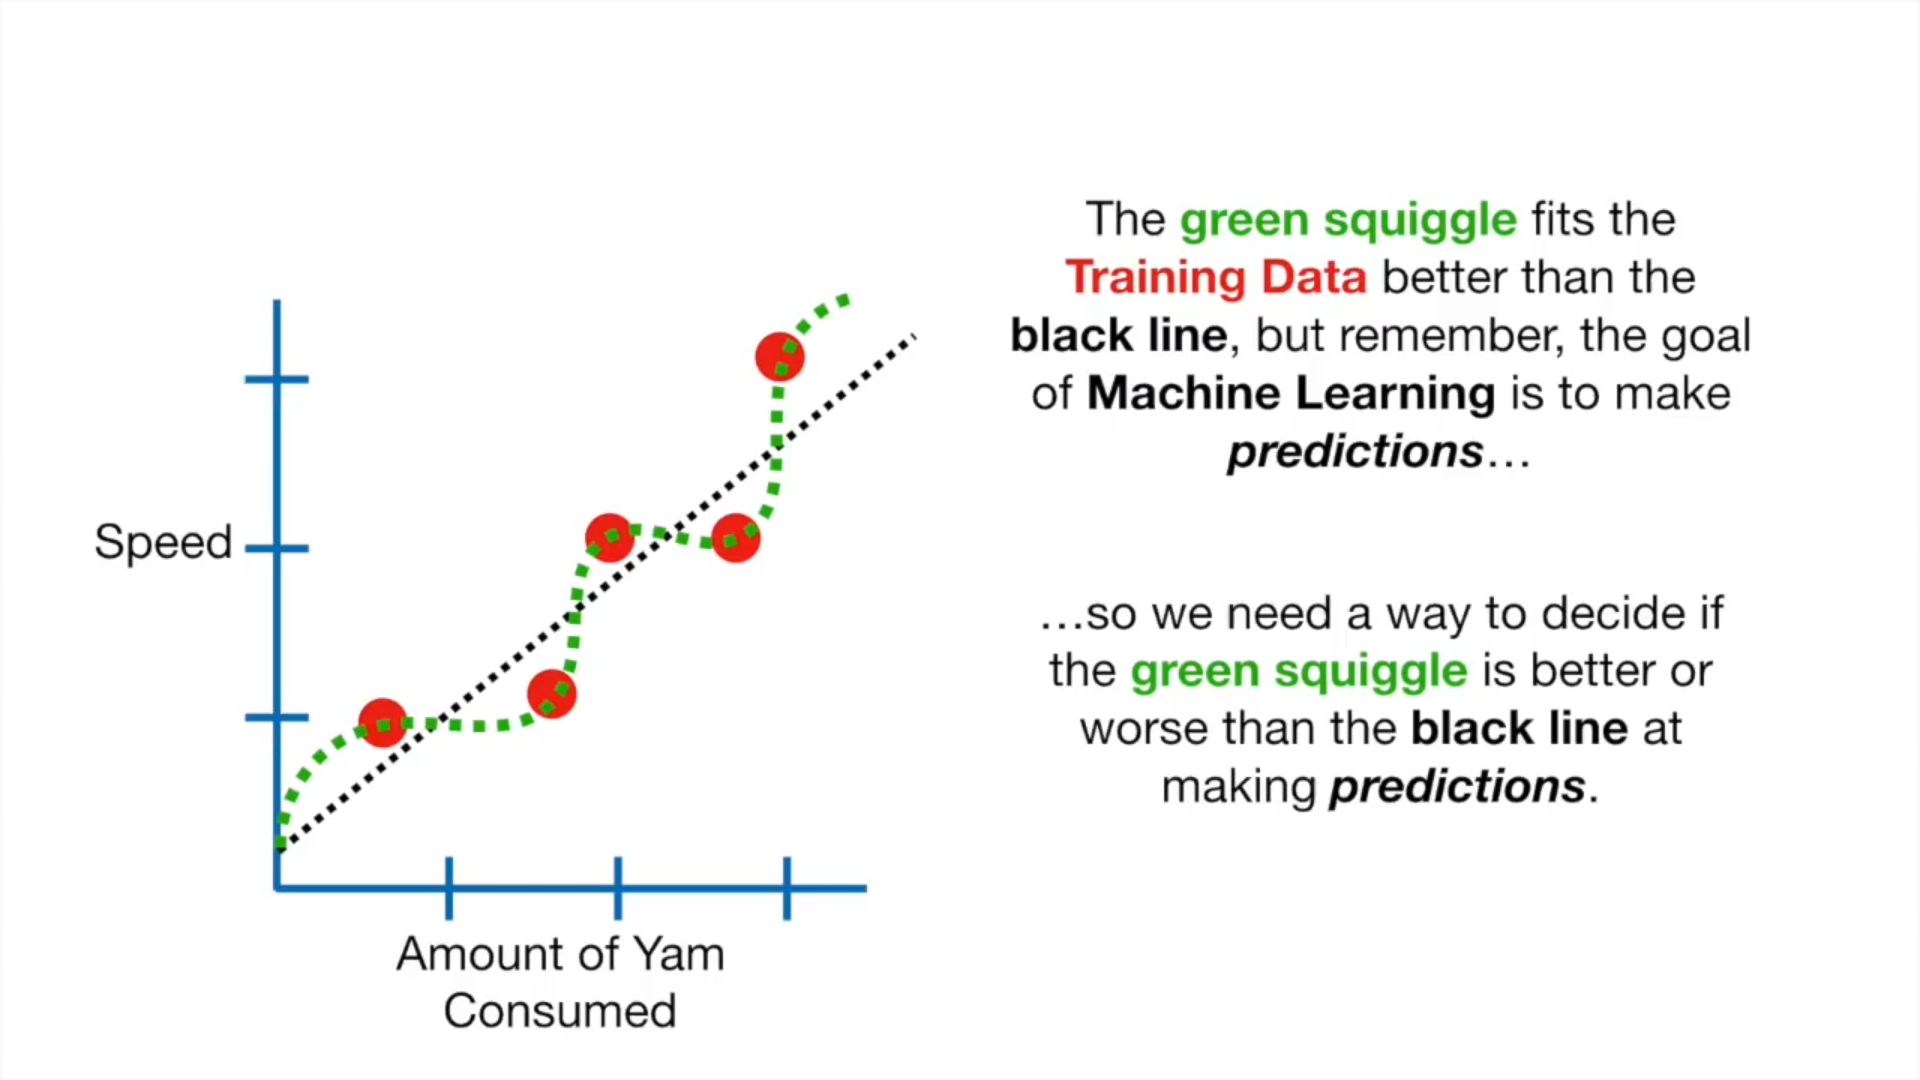 The green squiggle fits the
Training Data better than the
black line, but remember, the goal
of Machine Learning is to make
predictions…
…so we need a way to decide if
the green squiggle is better or
worse than the black line at
making predictions.
Speed
Amount of Yam
Consumed